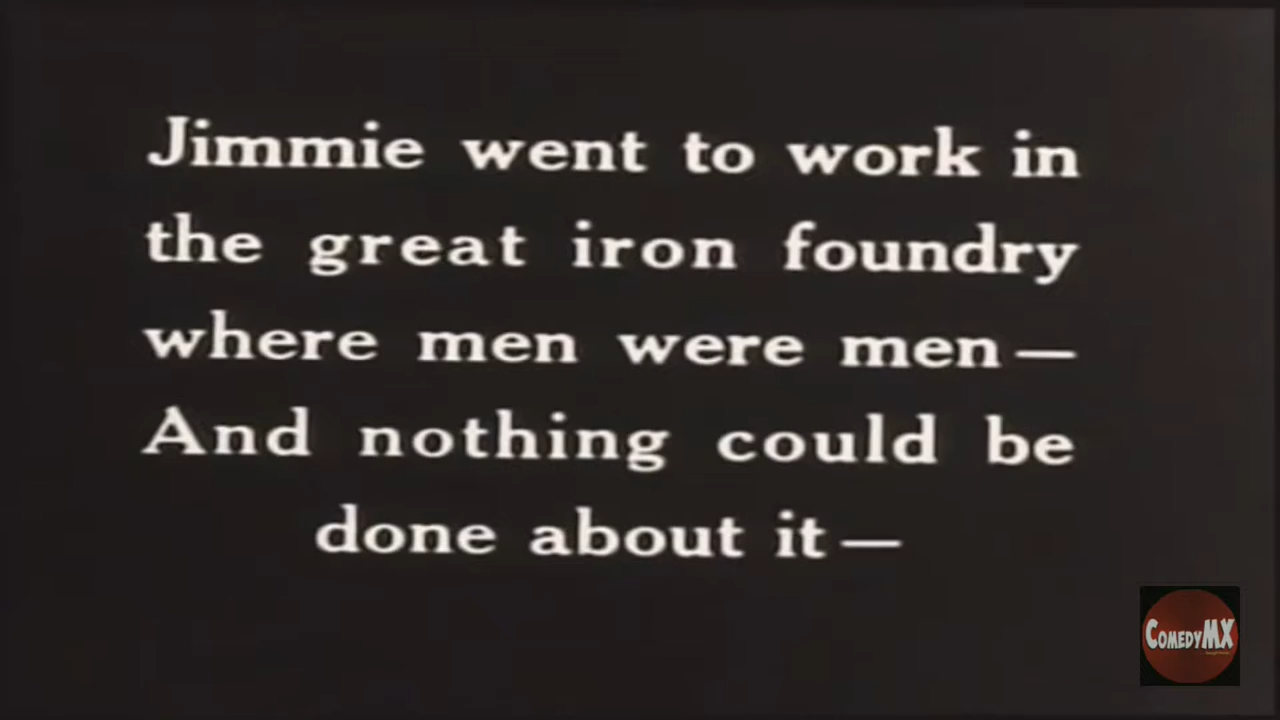 Jimmie went to work in
the great iron foundry
where men were men—
And nothing could be
done about it—
COMEDYMX